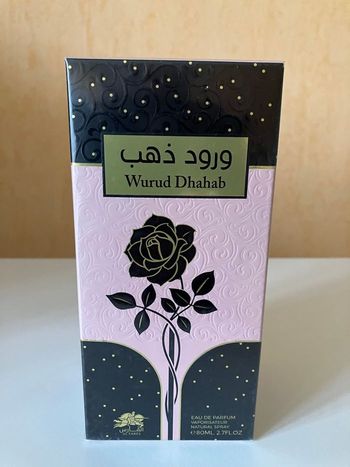 ورود ذهب
Wurud Dhahab
EAU DE PARFUM
VAPORISATEUR
NATURAL SPRAY
℮80ML, 2.7FL.OZ